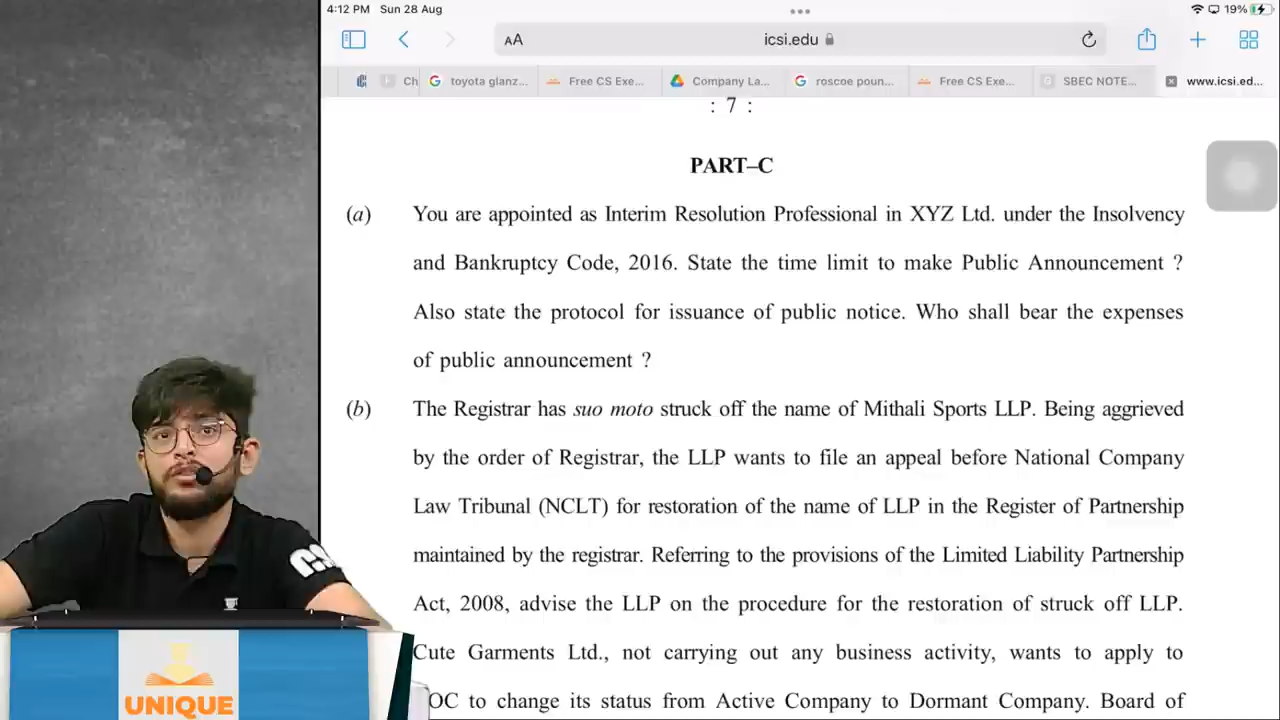 4:12 PM Sun 28 Aug
19%
AA
icsi.edu
Ch
toyota glanz...
Free CS Exe...
Company La...
roscoe poun...
Free CS Exe...
SBEC NOTE...
www.icsi.ed...
: 7 :
PART–C
(a) You are appointed as Interim Resolution Professional in XYZ Ltd. under the Insolvency
and Bankruptcy Code, 2016. State the time limit to make Public Announcement ?
Also state the protocol for issuance of public notice. Who shall bear the expenses
of public announcement ?
(b) The Registrar has suo moto struck off the name of Mithali Sports LLP. Being aggrieved
by the order of Registrar, the LLP wants to file an appeal before National Company
Law Tribunal (NCLT) for restoration of the name of LLP in the Register of Partnership
maintained by the registrar. Referring to the provisions of the Limited Liability Partnership
Act, 2008, advise the LLP on the procedure for the restoration of struck off LLP.
Cute Garments Ltd., not carrying out any business activity, wants to apply to
OC to change its status from Active Company to Dormant Company. Board of
UNIQUE